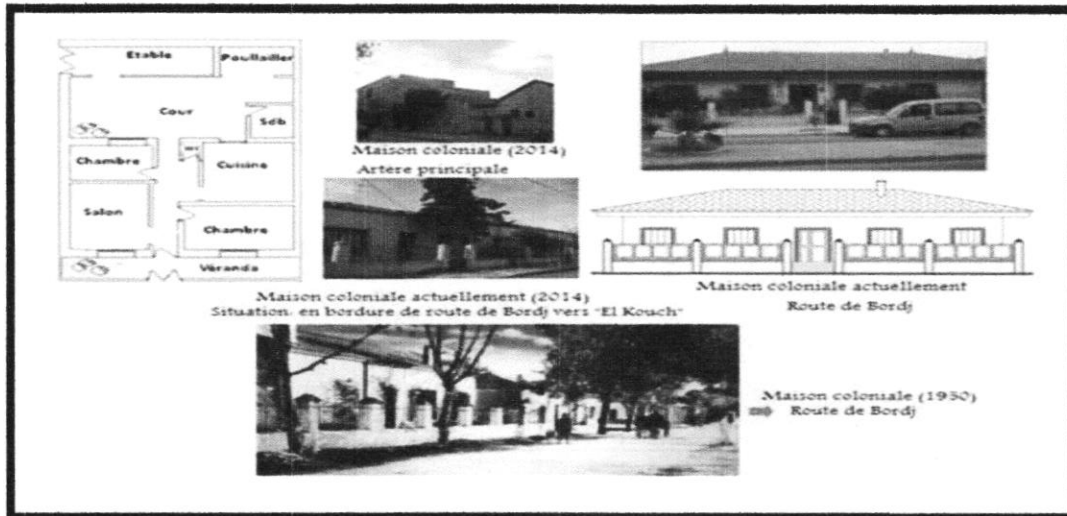 Etable
Poullailer
Cour
Sdb
Chambre
Cuisine
Salon
Chambre
Véranda
Maison coloniale (2014)
Artère principale
Maison coloniale actuellement (2014)
Situation, en bordure de route de Bordj vers "El Kouch"
Maison coloniale actuellement
Route de Bordj
Maison coloniale (1930)
Route de Bordj